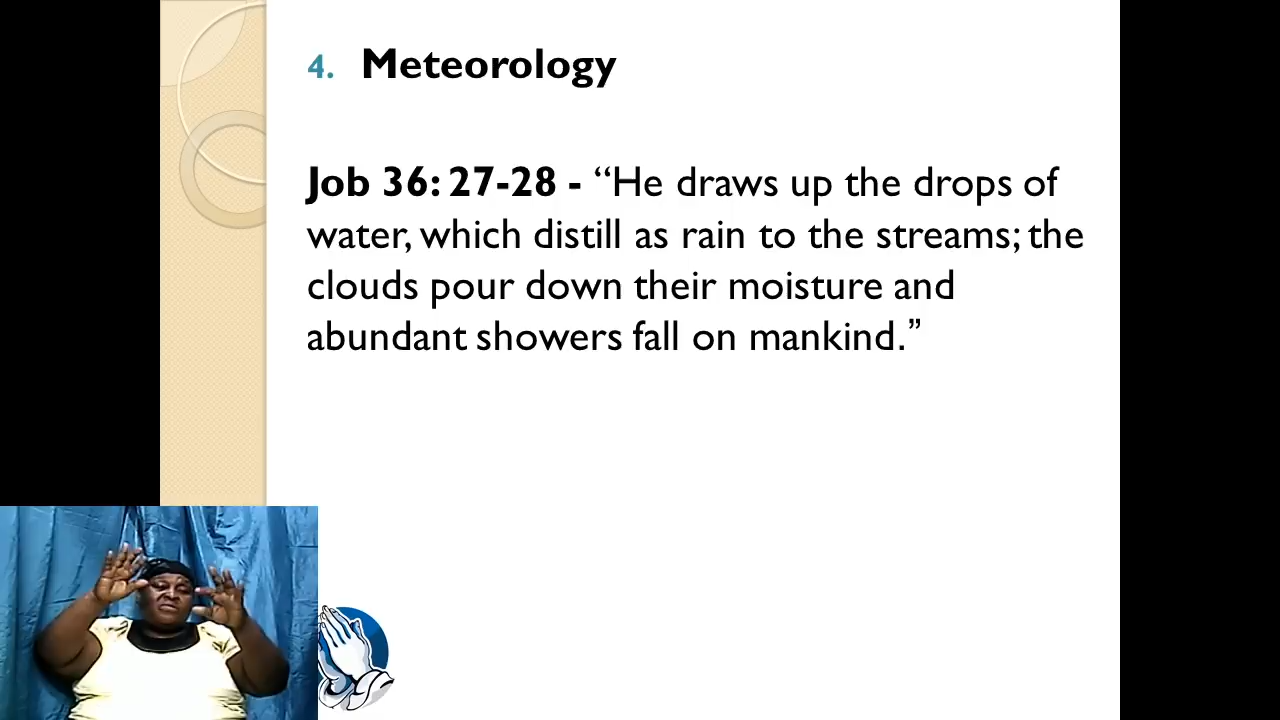 4. Meteorology
Job 36: 27-28 - “He draws up the drops of
water, which distill as rain to the streams; the
clouds pour down their moisture and
abundant showers fall on mankind.”